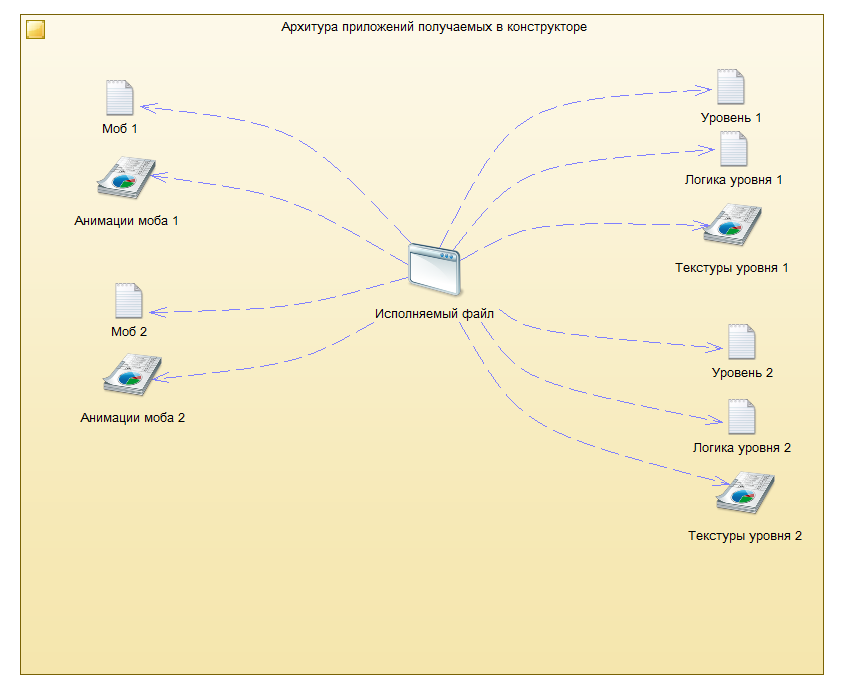 Архитура приложений получаемых в конструкторе
Моб 1
Анимации моба 1
Моб 2
Анимации моба 2
Исполняемый файл
Уровень 1
Логика уровня 1
Текстуры уровня 1
Уровень 2
Логика уровня 2
Текстуры уровня 2